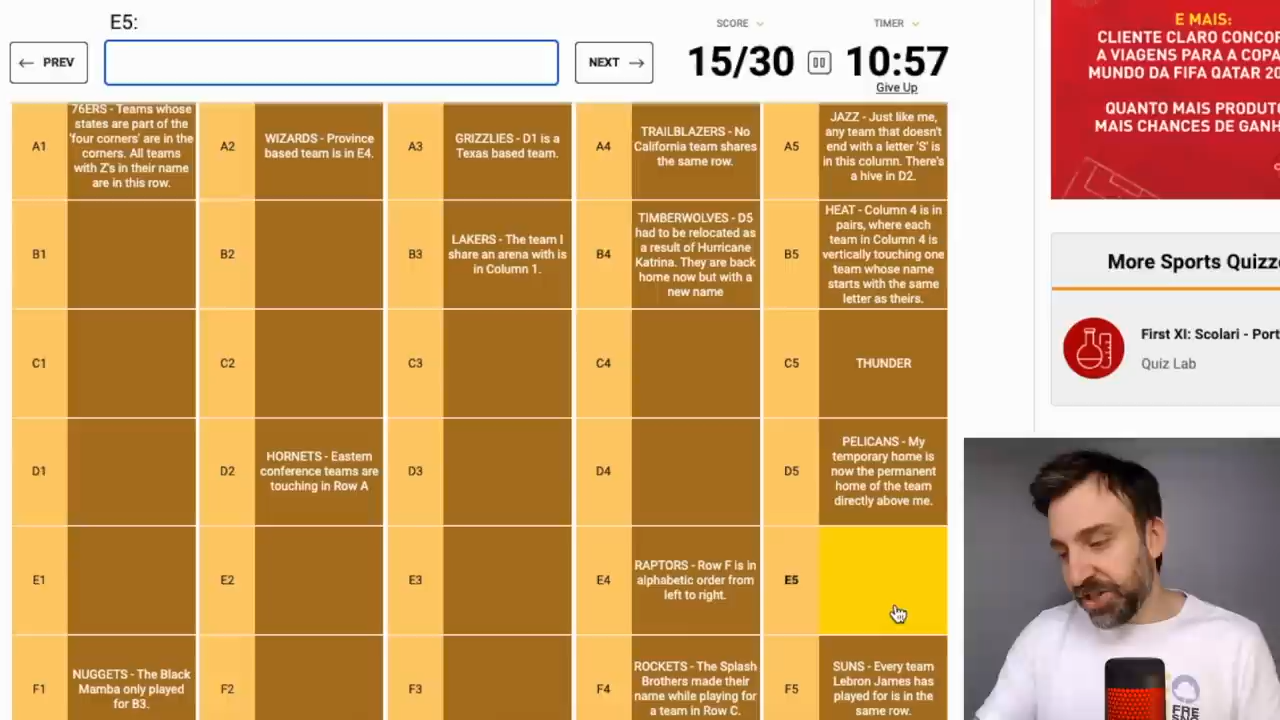 E5:
← PREV
NEXT →
SCORE
15/30
TIMER
10:57
Give Up
A1
76ERS - Teams whose
states are part of the
'four corners' are in the
corners. All teams
with Z's in their name
are in this row.
A2
WIZARDS - Province
based team is in E4.
A3
GRIZZLIES - D1 is a
Texas based team.
A4
TRAILBLAZERS - No
California team shares
the same row.
A5
JAZZ - Just like me,
any team that doesn't
end with a letter 'S' is
in this column. There's
a hive in D2.
B1
B2
B3
LAKERS - The team I
share an arena with is
in Column 1.
B4
TIMBERWOLVES - D5
had to be relocated as
a result of Hurricane
Katrina. They are back
home now but with a
new name
B5
HEAT - Column 4 is in
pairs, where each
team in Column 4 is
vertically touching one
team whose name
starts with the same
letter as theirs.
C1
C2
C3
C4
C5
THUNDER
D1
D2
HORNETS - Eastern
conference teams are
touching in Row A
D3
D4
D5
PELICANS - My
temporary home is
now the permanent
home of the team
directly above me.
E1
E2
E3
E4
RAPTORS - Row F is in
alphabetic order from
left to right.
E5
F1
NUGGETS - The Black
Mamba only played
for B3.
F2
F3
F4
ROCKETS - The Splash
Brothers made their
name while playing for
a team in Row C.
F5
SUNS - Every team
Lebron James has
played for is in the
same row.
E MAIS:
CLIENTE CLARO CONCOR
A VIAGENS PARA A COPA
MUNDO DA FIFA QATAR 20
QUANTO MAIS PRODUTO
MAIS CHANCES DE GANH
More Sports Quizze
First XI: Scolari - Port
Quiz Lab
FRE